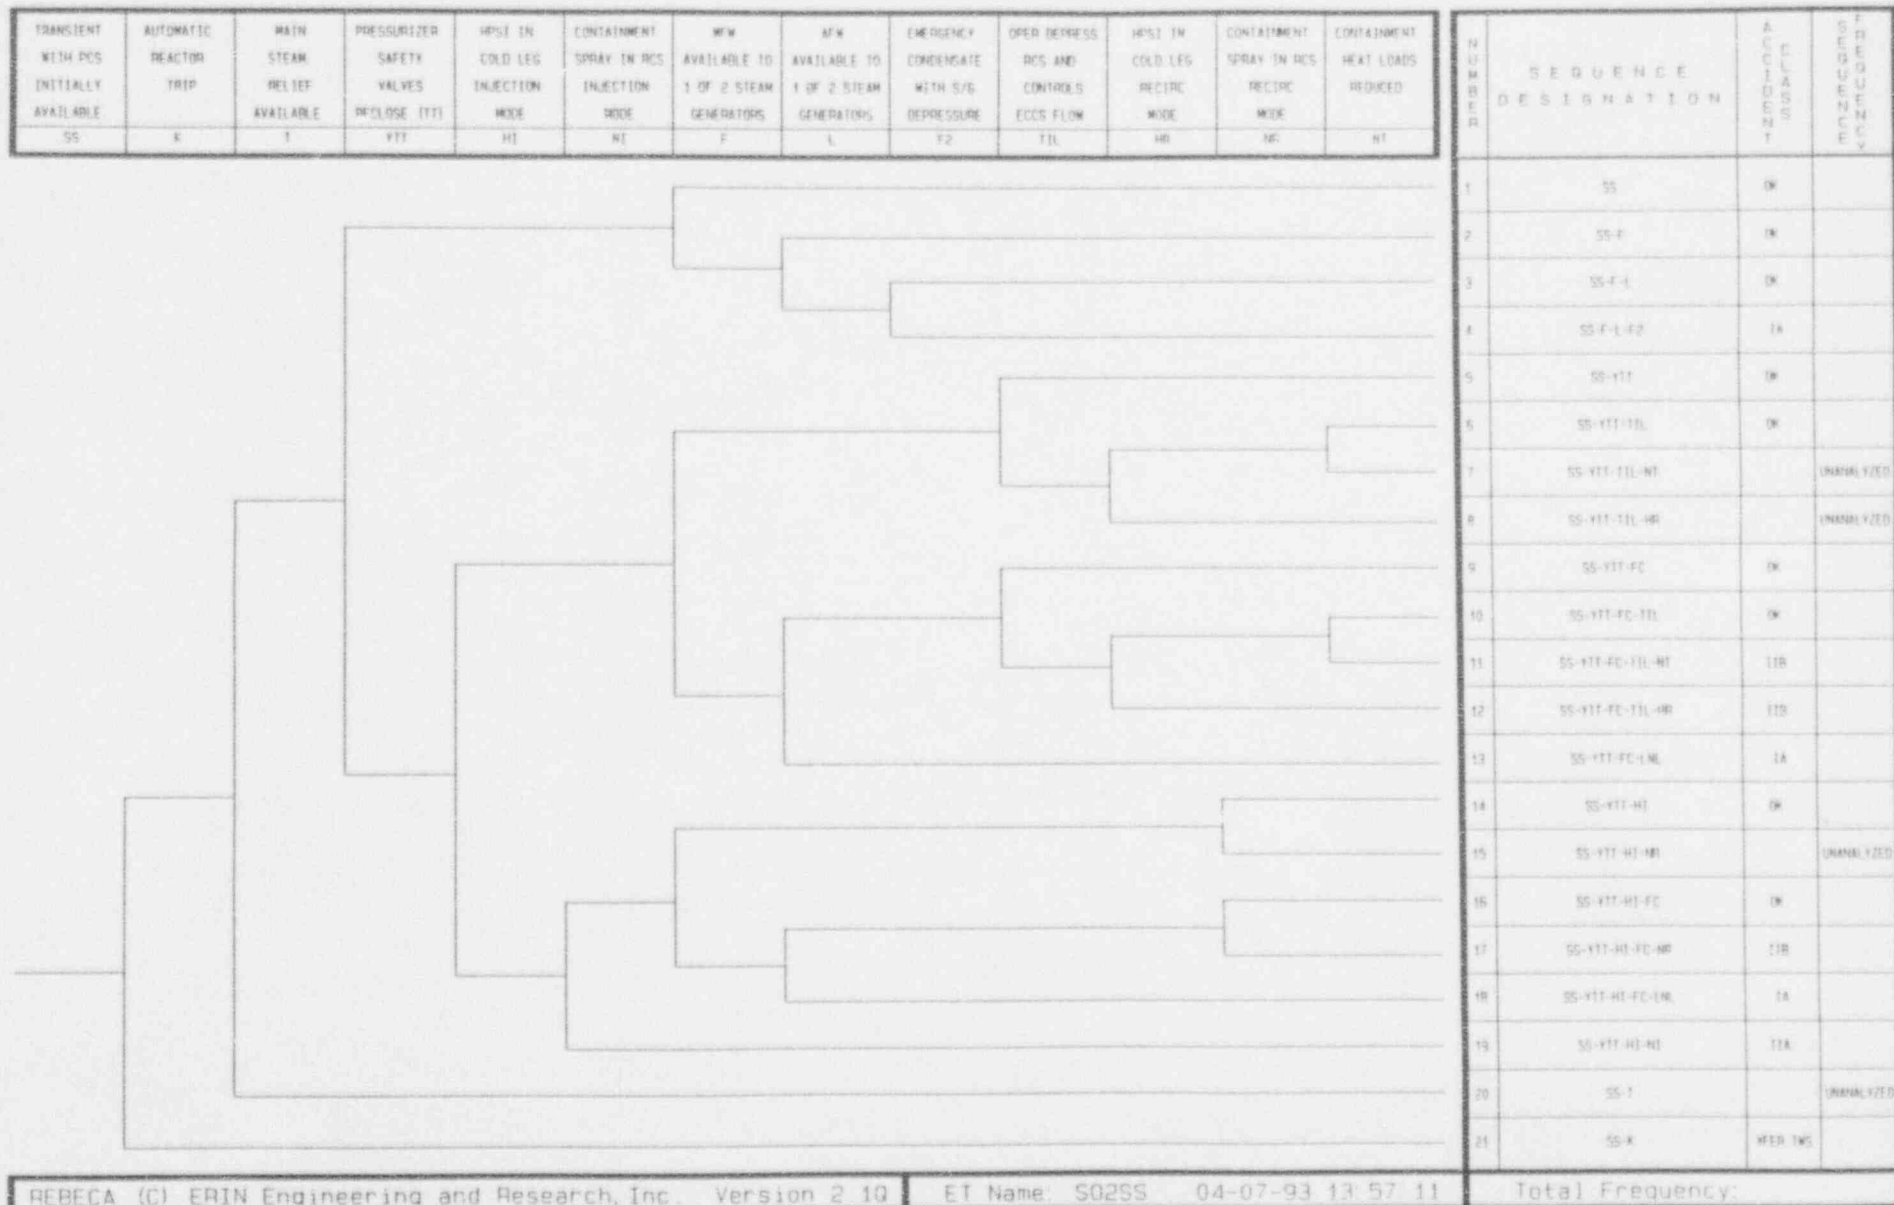 TRANSIENT WITH PCS INITIALLY AVAILABLE
AUTOMATIC REACTOR TRIP
MAIN STEAM RELIEF AVAILABLE
PRESSURIZER SAFETY VALVES RECLOSE (TT)
HPSI IN COLD LEG INJECTION MODE
CONTAINMENT SPRAY IN RCS INJECTION MODE
MFW AVAILABLE TO 1 OF 2 STEAM GENERATORS
AFW AVAILABLE TO 1 OF 2 STEAM GENERATORS
EMERGENCY CONDENSATE WITH S/G DEPRESSURE
OPER DEPRESS RCS AND CONTROLS ECCS FLOW
HPSI IN COLD LEG RECIRC MODE
CONTAINMENT SPRAY IN RCS RECIRC MODE
CONTAINMENT HEAT LOADS REDUCED
NUMBER
SEQUENCE DESIGNATION
ACCIDENT CLASS
SEQUENCE FREQUENCY
SS K T YTT HI NI F L F2 TIL HR NR NT
1 SS OK
2 SS-F OK
3 SS-F-L OK
4 SS-F-L-F2 IA
5 SS-YTT OK
6 SS-YTT-TIL OK
7 SS-YTT-TIL-NT UNANALYZED
8 SS-YTT-TIL-HR UNANALYZED
9 SS-YTT-FC OK
10 SS-YTT-FC-TIL OK
11 SS-YTT-FC-TIL-NT IIB
12 SS-YTT-FC-TIL-HR IIB
13 SS-YTT-FC-LNL IA
14 SS-YTT-HI OK
15 SS-YTT-HI-NR UNANALYZED
16 SS-YTT-HI-FC OK
17 SS-YTT-HI-FC-NR IIB
18 SS-YTT-HI-FC-LNL IA
19 SS-YTT-HI-NI IIA
20 SS-T UNANALYZED
21 SS-K XFER TWS
REBECA (C) ERIN Engineering and Research, Inc. Version 2.10
ET Name: SO2SS 04-07-93 13:57:11
Total Frequency: